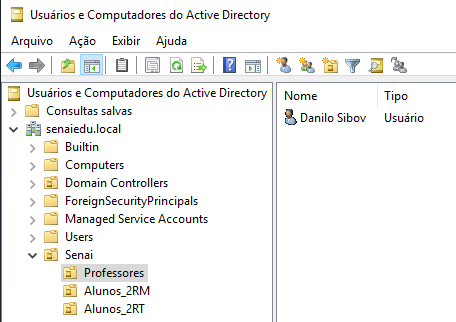 Usuários e Computadores do Active Directory
Arquivo Ação Exibir Ajuda
Usuários e Computadores do Active Directory
Consultas salvas
senaiedu.local
Builtin
Computers
Domain Controllers
ForeignSecurityPrincipals
Managed Service Accounts
Users
Senai
Professores
Alunos_2RM
Alunos_2RT
Nome Tipo
Danilo Sibov Usuário